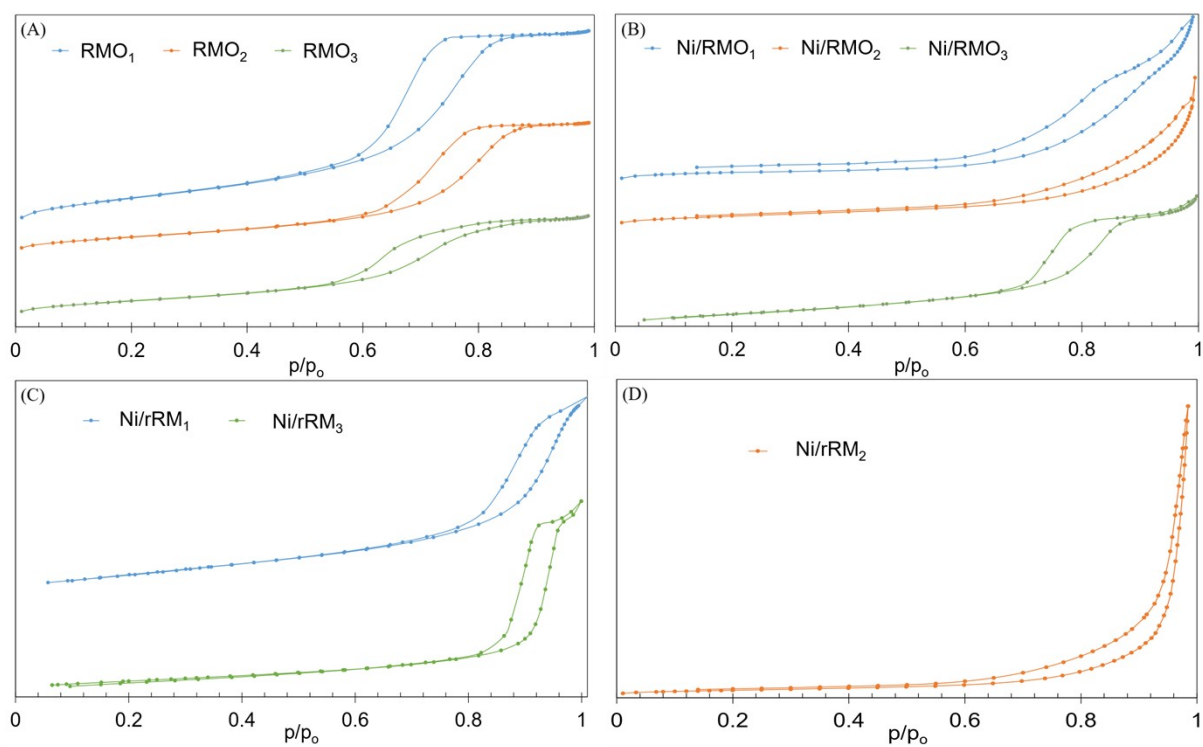 (A)
RMO₁ RMO₂ RMO₃
0 0.2 0.4 0.6 0.8 1
p/pₒ
(B)
Ni/RMO₁ Ni/RMO₂ Ni/RMO₃
0 0.2 0.4 0.6 0.8 1
p/pₒ
(C)
Ni/rRM₁ Ni/rRM₃
0 0.2 0.4 0.6 0.8 1
p/pₒ
(D)
Ni/rRM₂
0 0.2 0.4 0.6 0.8 1
p/pₒ